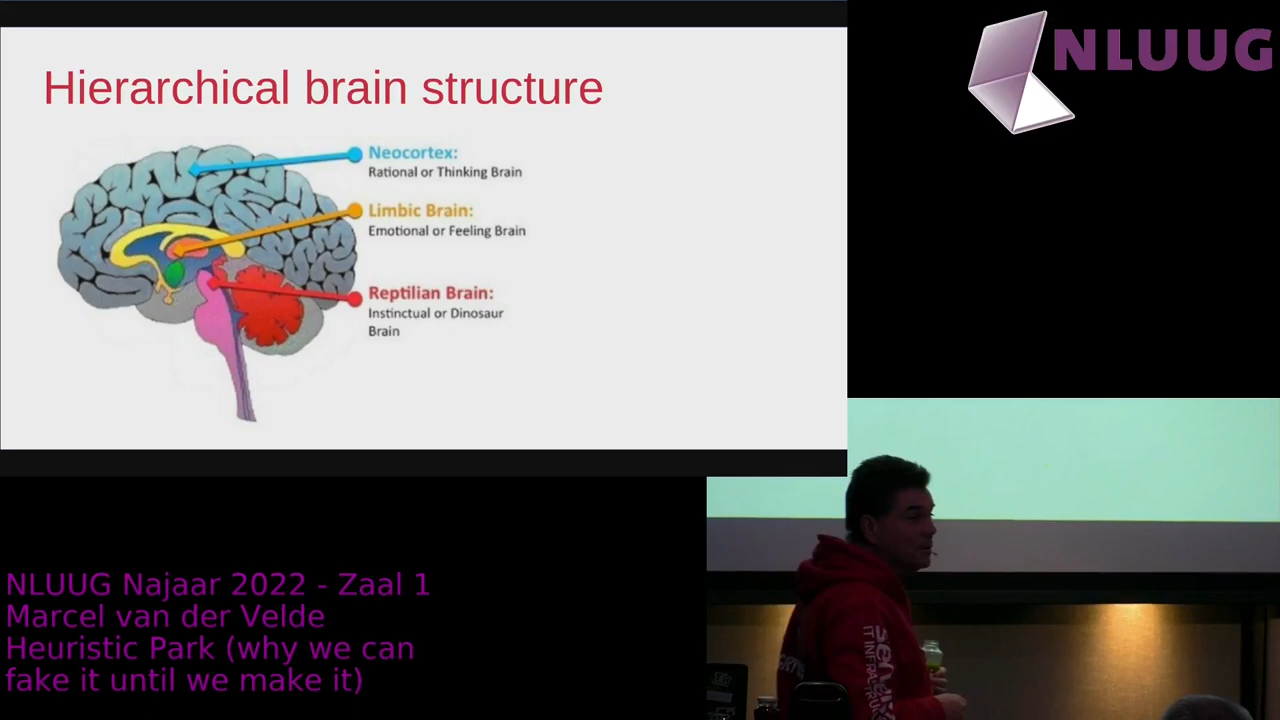 Hierarchical brain structure
Neocortex:
Rational or Thinking Brain
Limbic Brain:
Emotional or Feeling Brain
Reptilian Brain:
Instinctual or Dinosaur
Brain
NLUUG
NLUUG Najaar 2022 - Zaal 1
Marcel van der Velde
Heuristic Park (why we can
fake it until we make it)